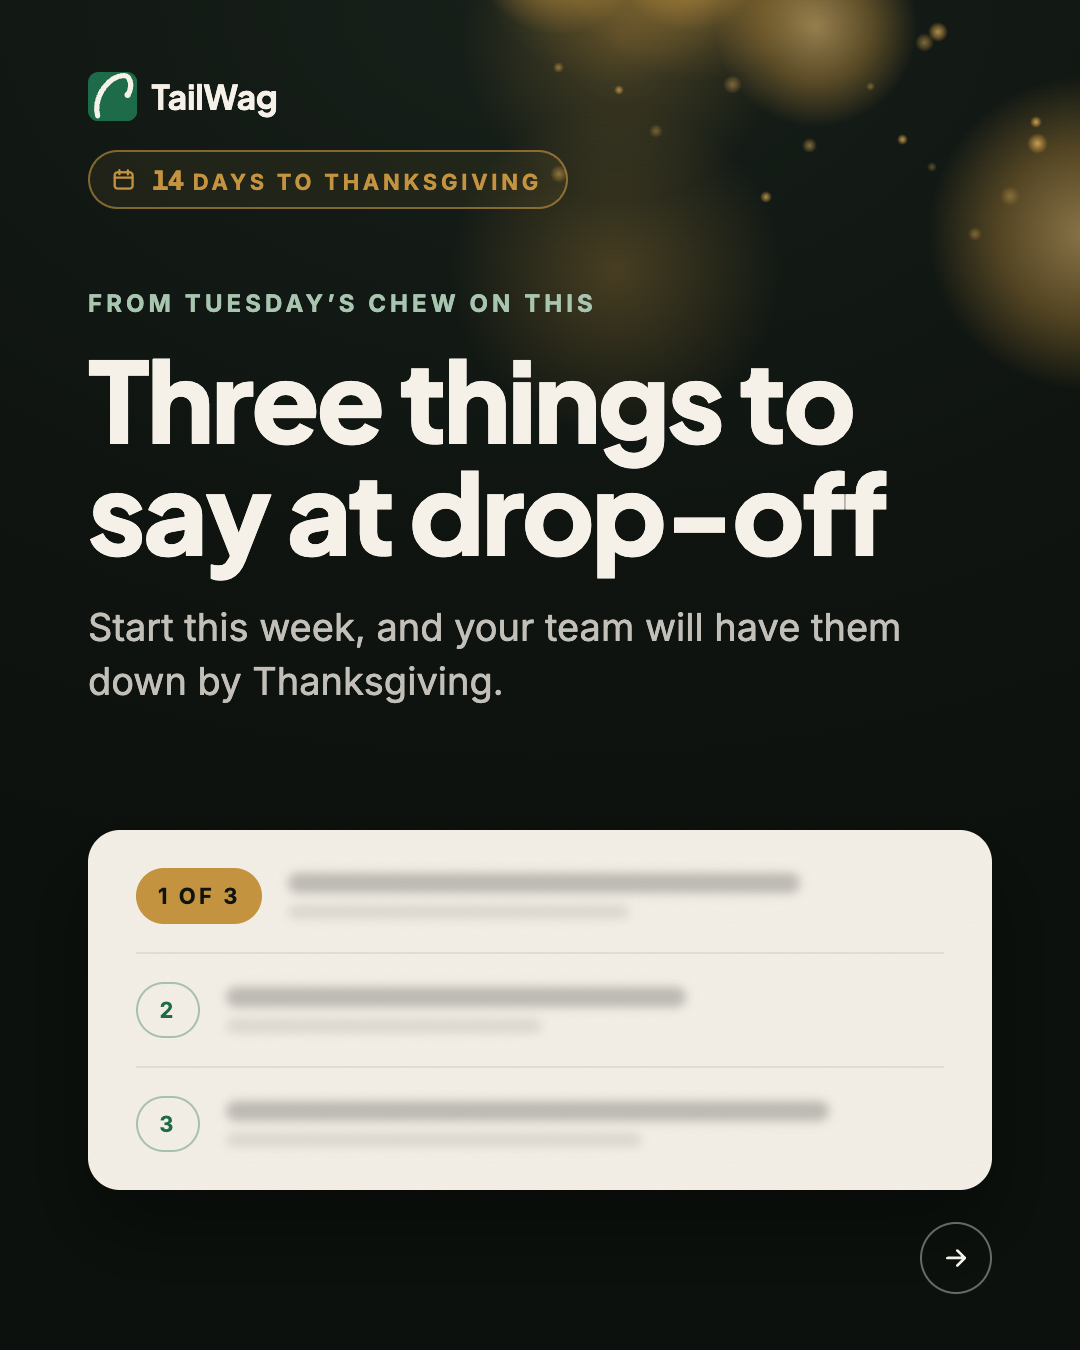 TailWag
14 DAYS TO THANKSGIVING
FROM TUESDAY’S CHEW ON THIS
Three things to
say at drop-off
Start this week, and your team will have them
down by Thanksgiving.
1 OF 3
2
3